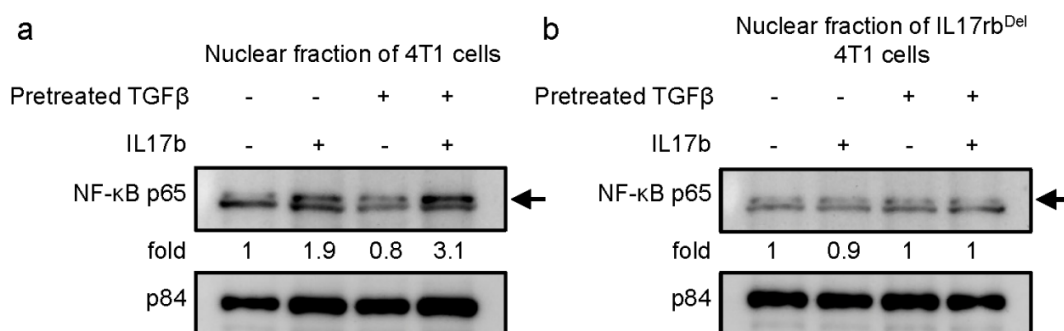 a
Nuclear fraction of 4T1 cells
Pretreated TGFβ - - + +
IL17b - + - +
NF-κB p65
fold 1 1.9 0.8 3.1
p84
b
Nuclear fraction of IL17rbDel
4T1 cells
Pretreated TGFβ - - + +
IL17b - + - +
NF-κB p65
fold 1 0.9 1 1
p84